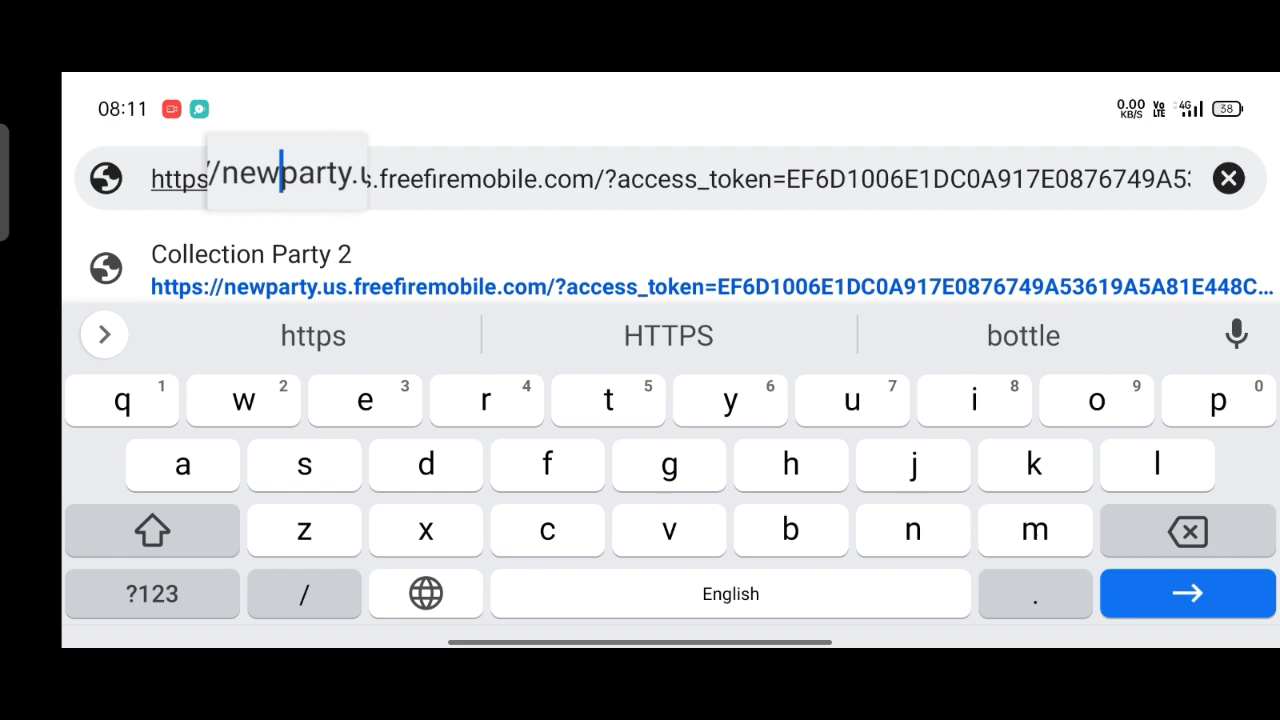 08:11
0.00 KB/S Vo LTE 4G 38
https //newparty.u s.freefiremobile.com/?access_token=EF6D1006E1DC0A917E0876749A5
Collection Party 2
https://newparty.us.freefiremobile.com/?access_token=EF6D1006E1DC0A917E0876749A53619A5A81E448C...
https HTTPS bottle
q 1 w 2 e 3 r 4 t 5 y 6 u 7 i 8 o 9 p 0
a s d f g h j k l
z x c v b n m
?123 / English .